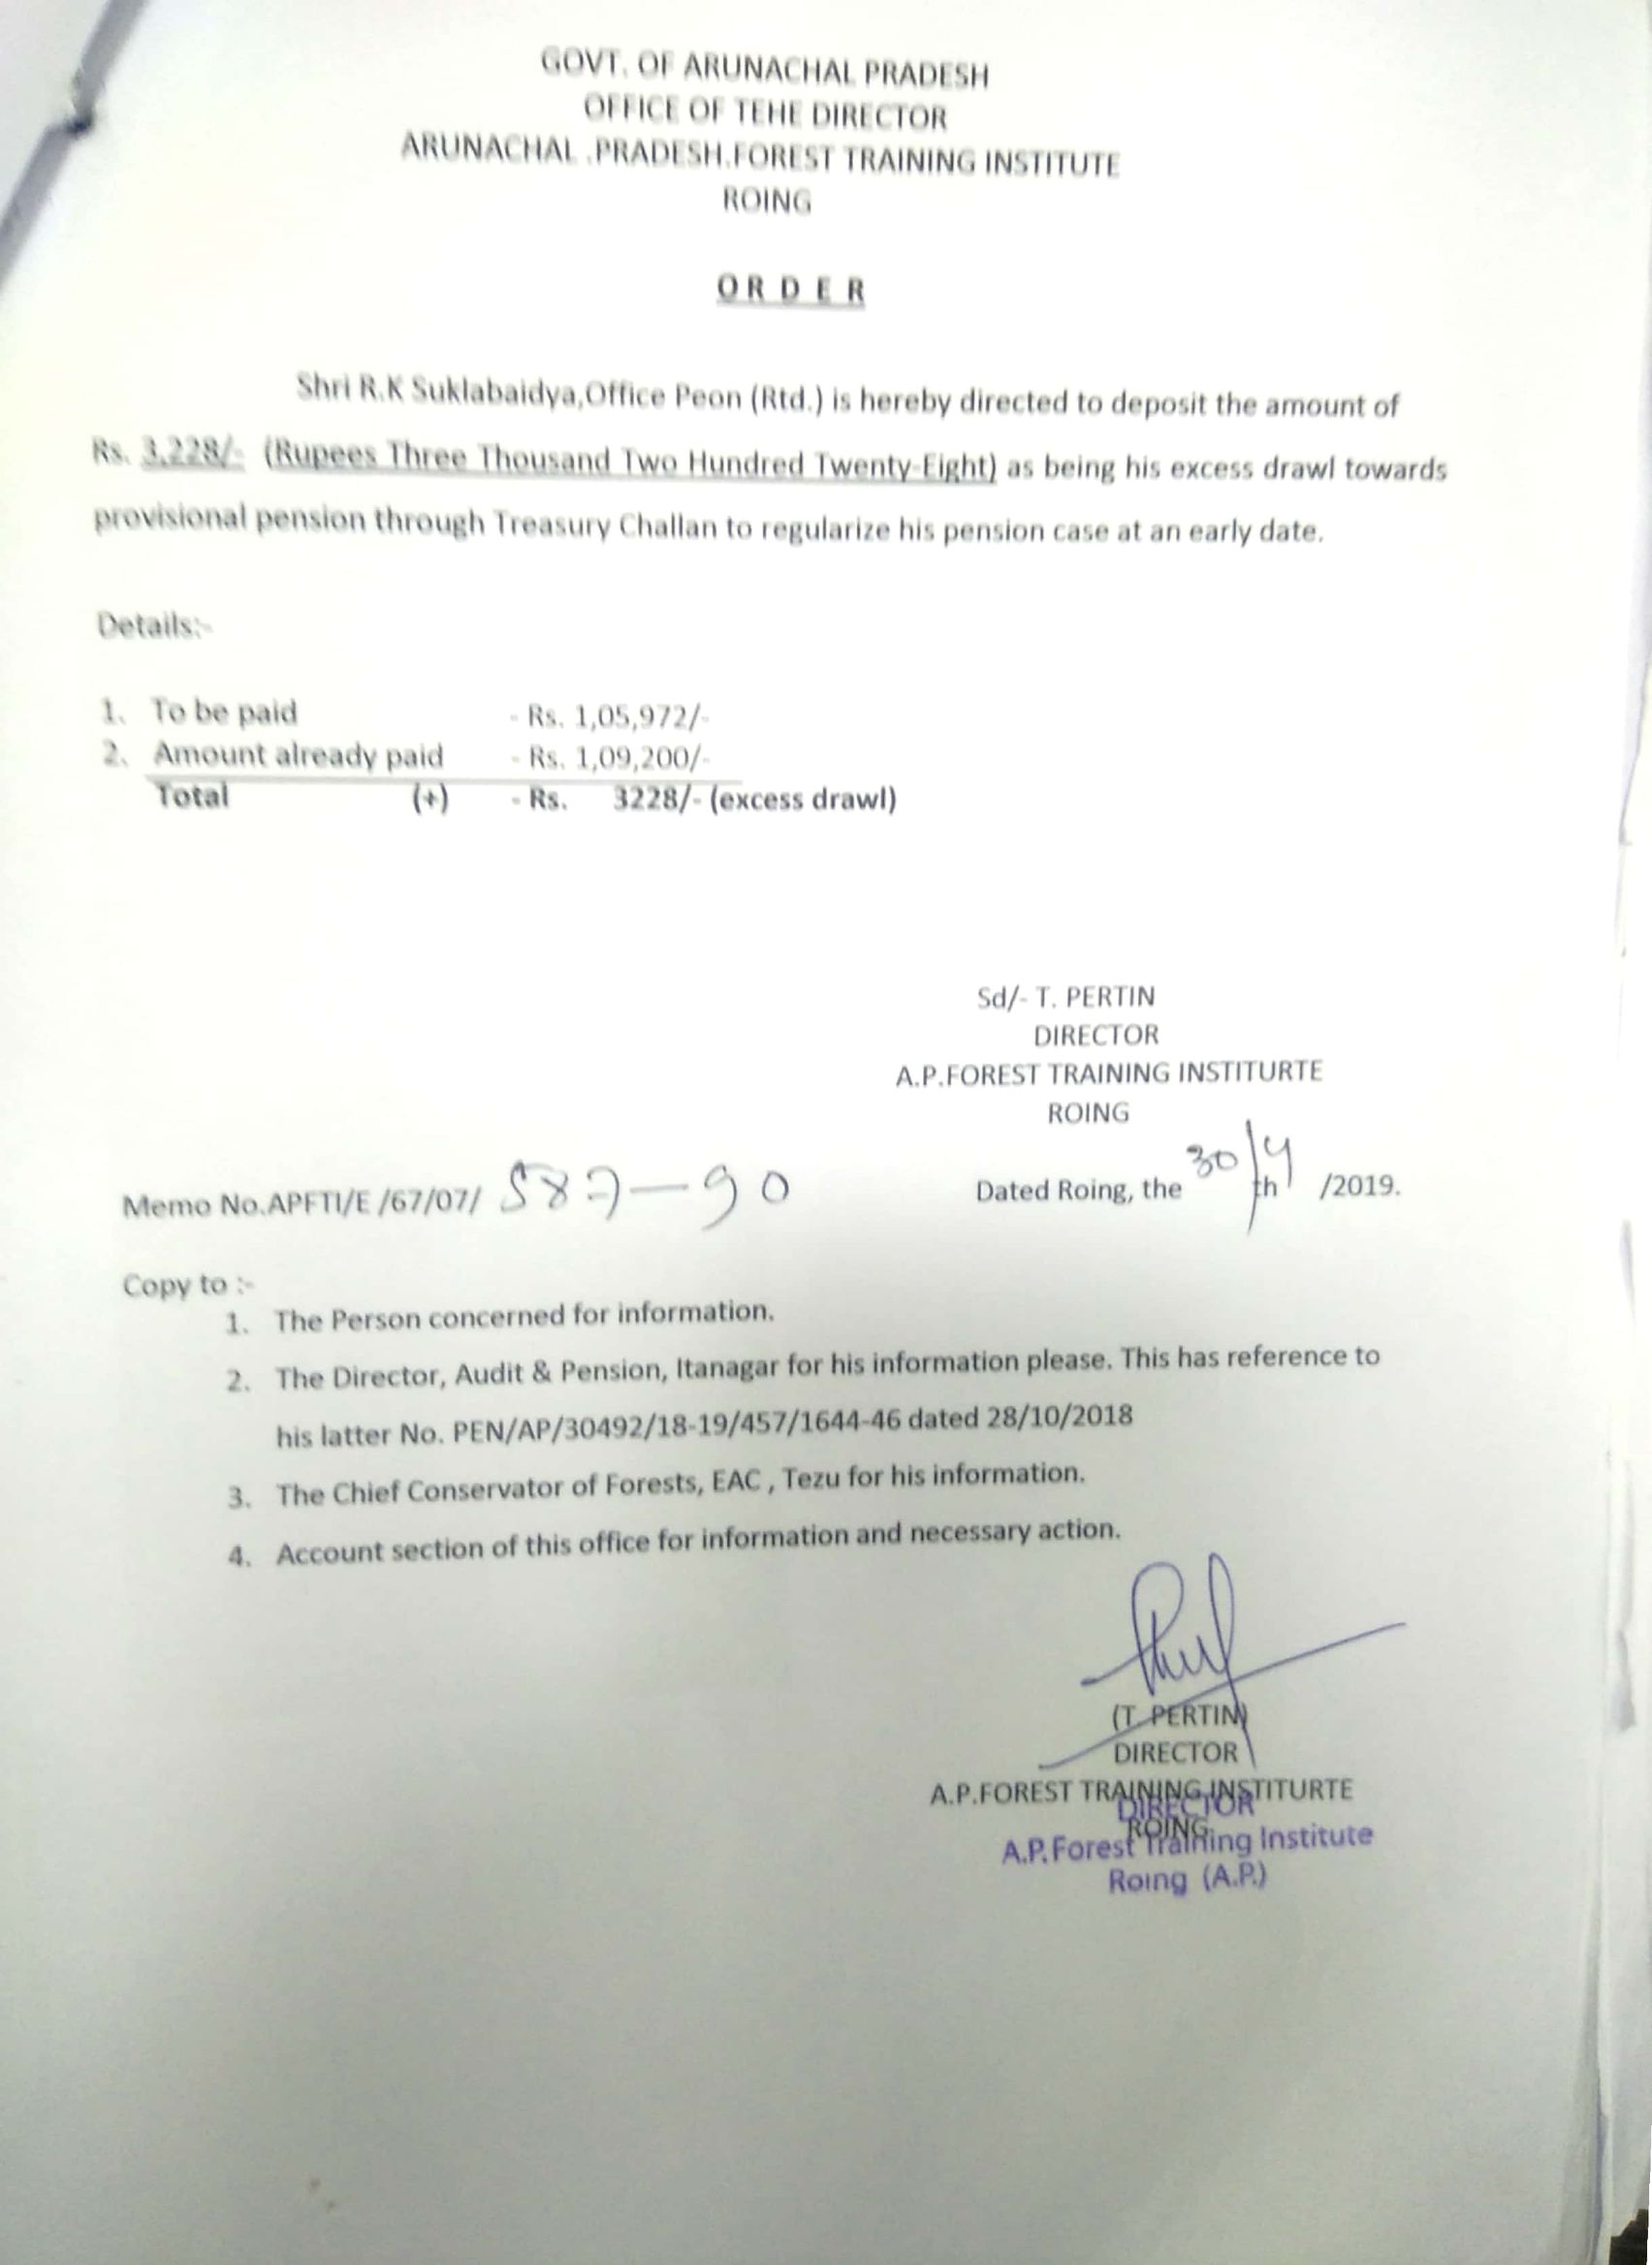 GOVT. OF ARUNACHAL PRADESH
OFFICE OF TEHE DIRECTOR
ARUNACHAL .PRADESH.FOREST TRAINING INSTITUTE
ROING
O R D E R
Shri R.K Suklabaidya,Office Peon (Rtd.) is hereby directed to deposit the amount of
Rs. 3,228/- (Rupees Three Thousand Two Hundred Twenty-Eight) as being his excess drawl towards
provisional pension through Treasury Challan to regularize his pension case at an early date.
Details:-
1. To be paid - Rs. 1,05,972/-
2. Amount already paid - Rs. 1,09,200/-
Total (+) - Rs. 3228/- (excess drawl)
Sd/- T. PERTIN
DIRECTOR
A.P.FOREST TRAINING INSTITURTE
ROING
Memo No.APFTI/E /67/07/ 587-90 Dated Roing, the 30/4 th /2019.
Copy to :-
1. The Person concerned for information.
2. The Director, Audit & Pension, Itanagar for his information please. This has reference to
his latter No. PEN/AP/30492/18-19/457/1644-46 dated 28/10/2018
3. The Chief Conservator of Forests, EAC , Tezu for his information.
4. Account section of this office for information and necessary action.
(T. PERTIN)
DIRECTOR
A.P.FOREST TRAINING INSTITURTE
DIRECTOR
ROING
A.P.Forest Training Institute
Roing (A.P.)